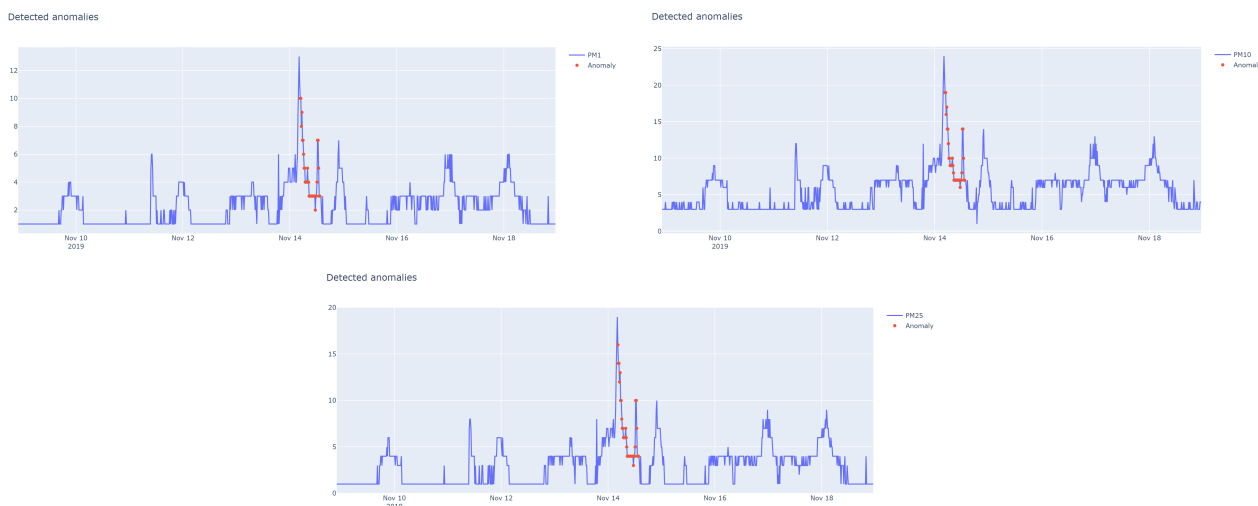 Detected anomalies
PM1
Anomaly
12
10
8
6
4
2
Nov 10
2019
Nov 12
Nov 14
Nov 16
Nov 18
Detected anomalies
PM10
Anomal
25
20
15
10
5
0
Nov 10
2019
Nov 12
Nov 14
Nov 16
Nov 18
Detected anomalies
PM25
Anomaly
20
15
10
5
0
Nov 10
2019
Nov 12
Nov 14
Nov 16
Nov 18